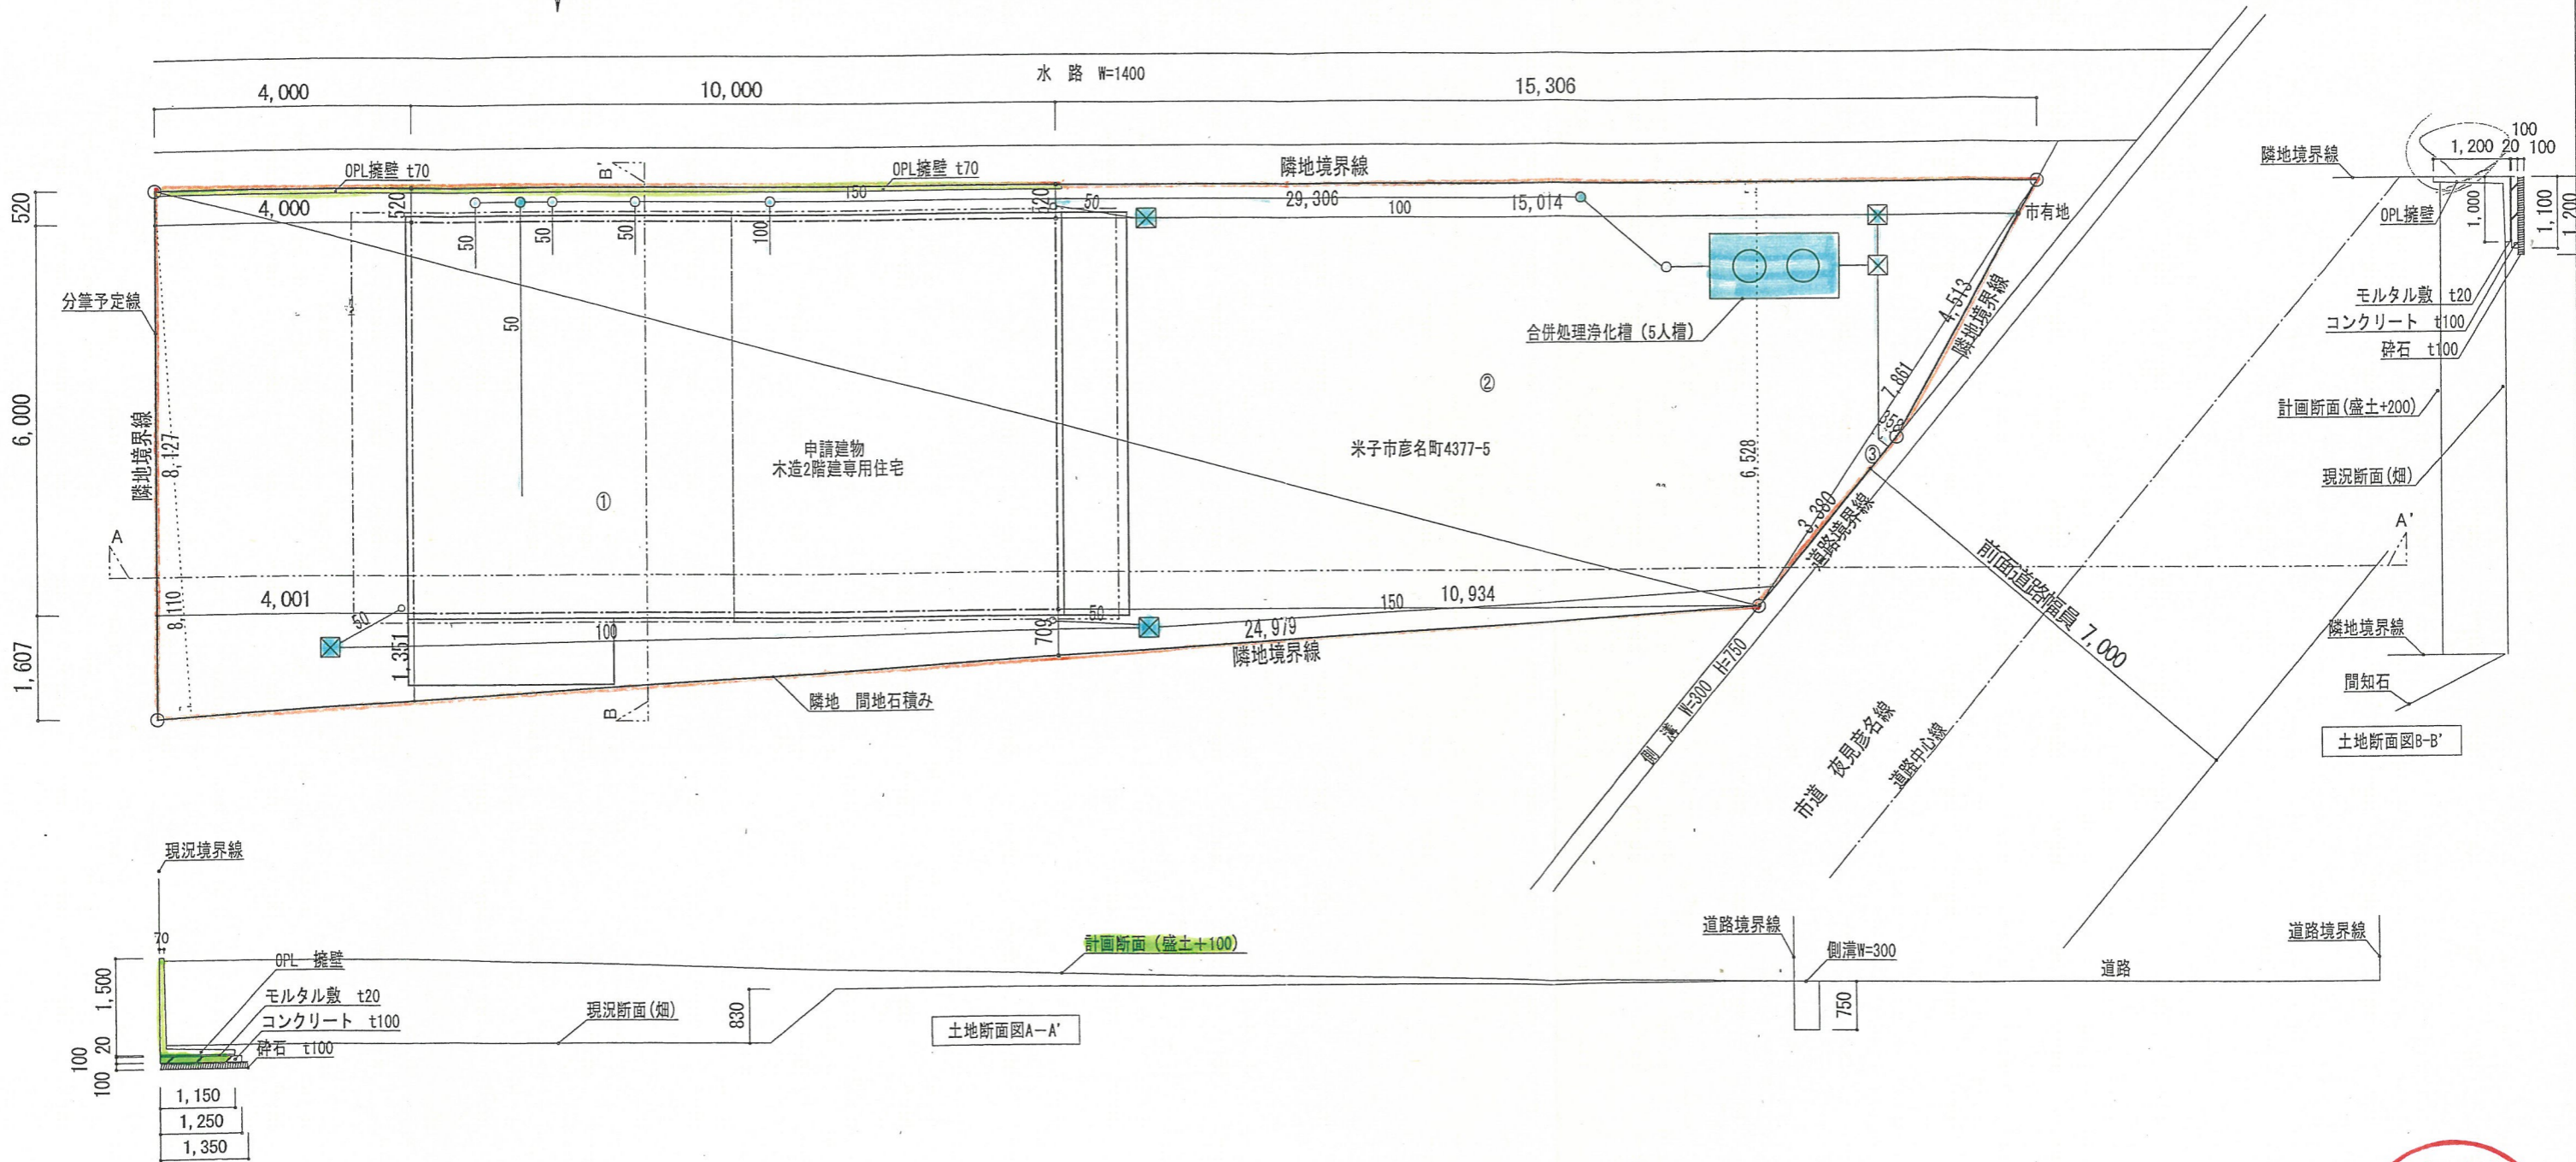 水 路 W=1400
4,000
10,000
15,306
OPL擁壁 t70
B'
OPL擁壁 t70
隣地境界線
520
4,000
520
150
520
50
29,306
100
15,014
市有地
50
50
50
100
50
分筆予定線
合併処理浄化槽（5人槽）
4,513
隣地境界線
7,861
358
③
②
6,000
隣地境界線
8,127
申請建物
木造2階建専用住宅
①
米子市彦名町4377-5
6,528
3,380
道路境界線
A
A'
前面道路幅員 7,000
8,110
4,001
50
100
50
150
10,934
1,607
1,351
709
24,979
隣地境界線
B
隣地 間地石積み
側 溝 W=300 H=750
市道 夜見彦名線
道路中心線
隣地境界線
1,200
20
100
100
OPL擁壁
1,000
1,100
1,200
モルタル敷 t20
コンクリート t100
砕石 t100
計画断面(盛土+200)
現況断面(畑)
隣地境界線
間知石
土地断面図B-B'
現況境界線
70
OPL 擁壁
1,500
モルタル敷 t20
コンクリート t100
砕石 t100
20
100
100
1,150
1,250
1,350
現況断面(畑)
830
土地断面図A-A'
計画断面（盛土+100）
道路境界線
側溝W=300
750
道路
道路境界線